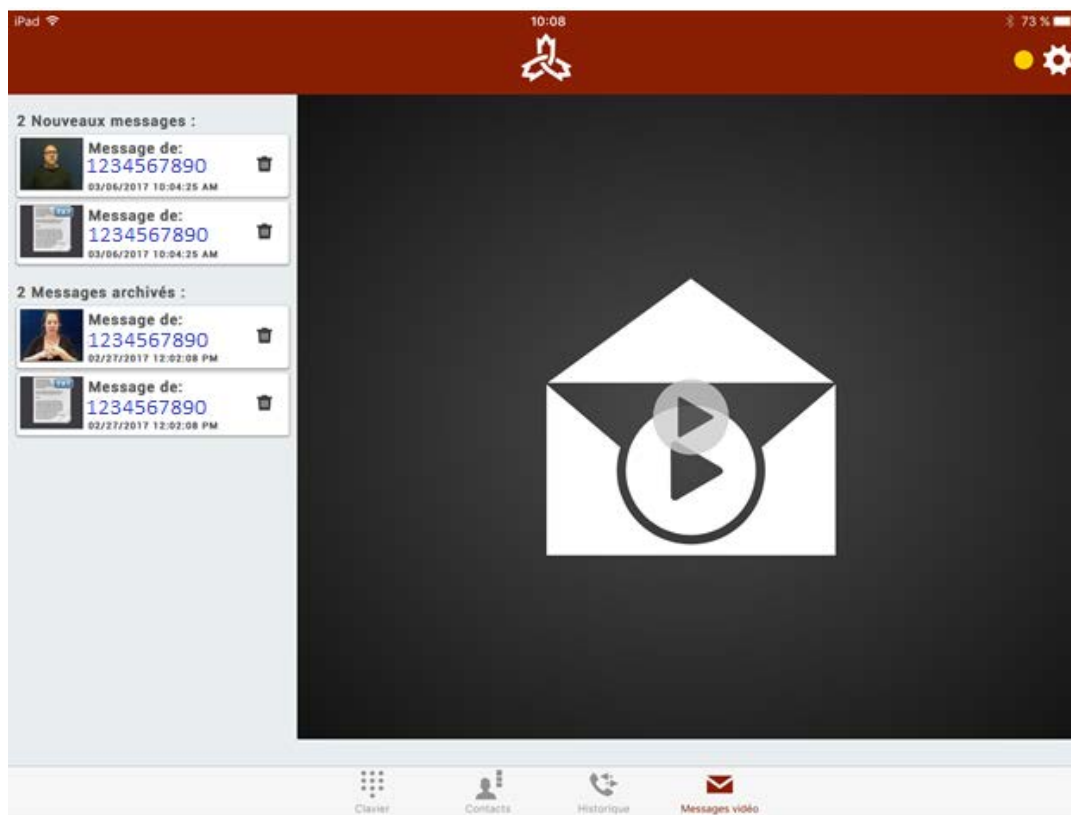 iPad 10:08 73 %
2 Nouveaux messages :
Message de:
1234567890
03/06/2017 10:04:25 AM
TXT
Message de:
1234567890
03/06/2017 10:04:25 AM
2 Messages archivés :
Message de:
1234567890
02/27/2017 12:02:08 PM
TXT
Message de:
1234567890
02/27/2017 12:02:08 PM
Clavier Contacts Historique Messages vidéo